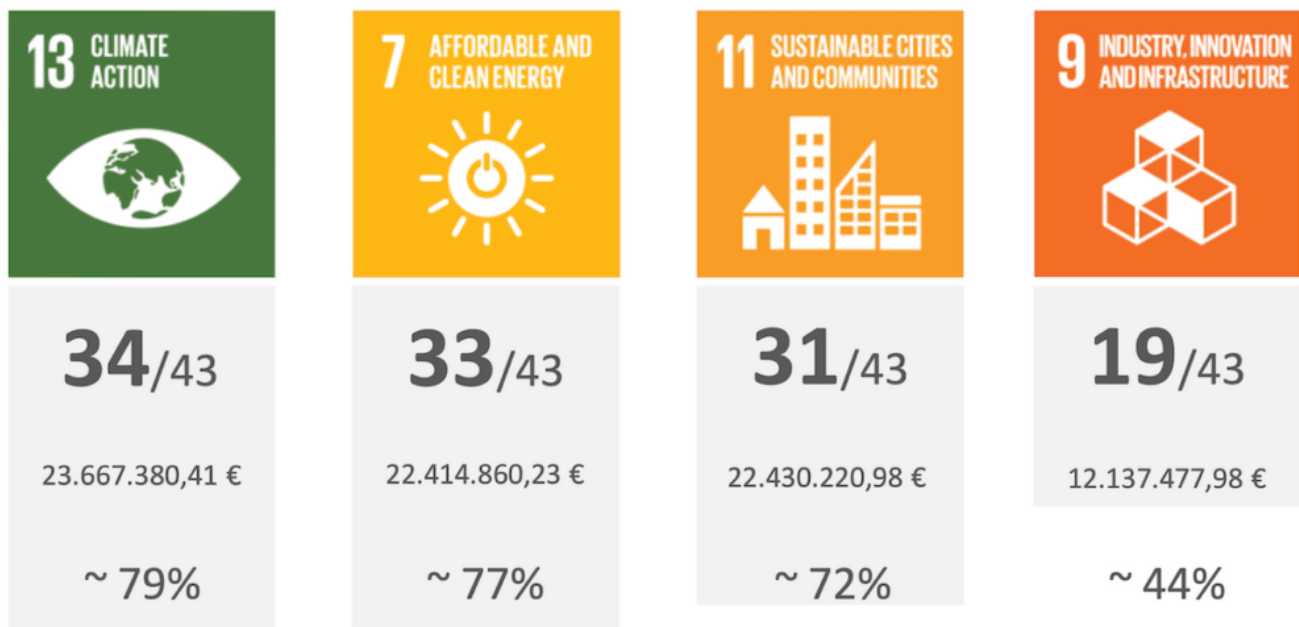 13 CLIMATE
ACTION
7 AFFORDABLE AND
CLEAN ENERGY
11 SUSTAINABLE CITIES
AND COMMUNITIES
9 INDUSTRY, INNOVATION
AND INFRASTRUCTURE
34/43
33/43
31/43
19/43
23.667.380,41 €
22.414.860,23 €
22.430.220,98 €
12.137.477,98 €
~ 79%
~ 77%
~ 72%
~ 44%